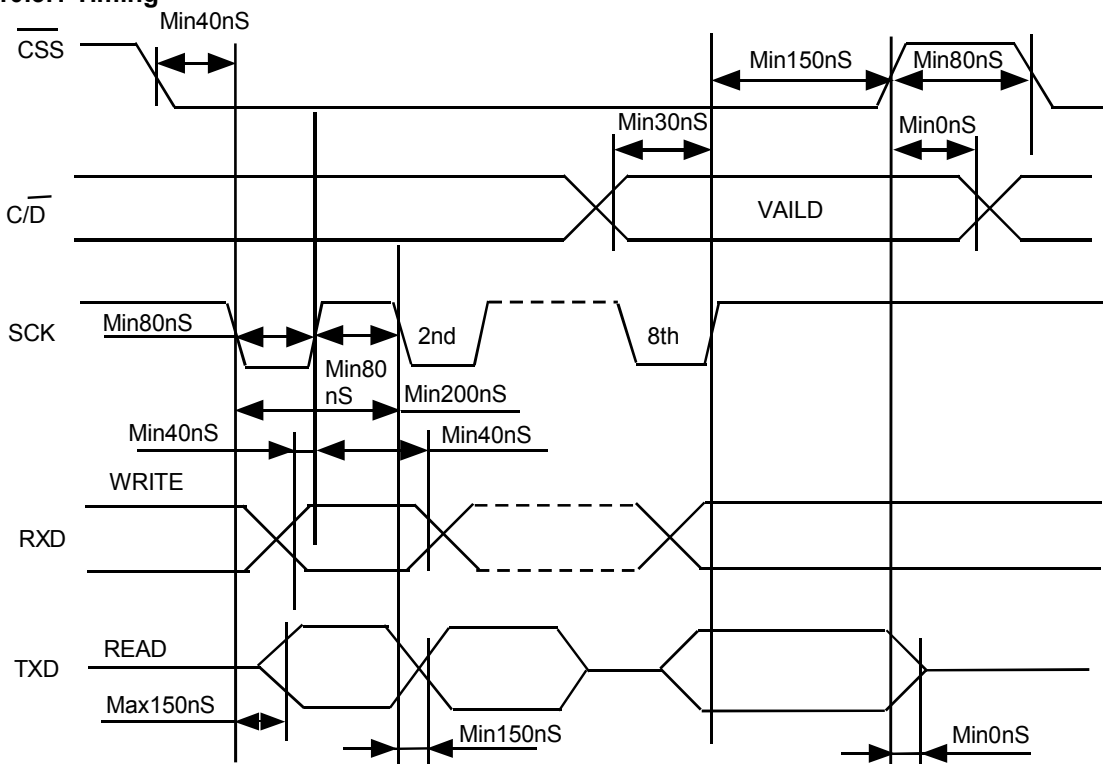 Min40nS
CSS
Min150nS
Min80nS
Min30nS
Min0nS
C/D
VAILD
SCK
Min80nS
2nd
8th
Min80
nS
Min200nS
Min40nS
Min40nS
WRITE
RXD
READ
TXD
Max150nS
Min150nS
Min0nS